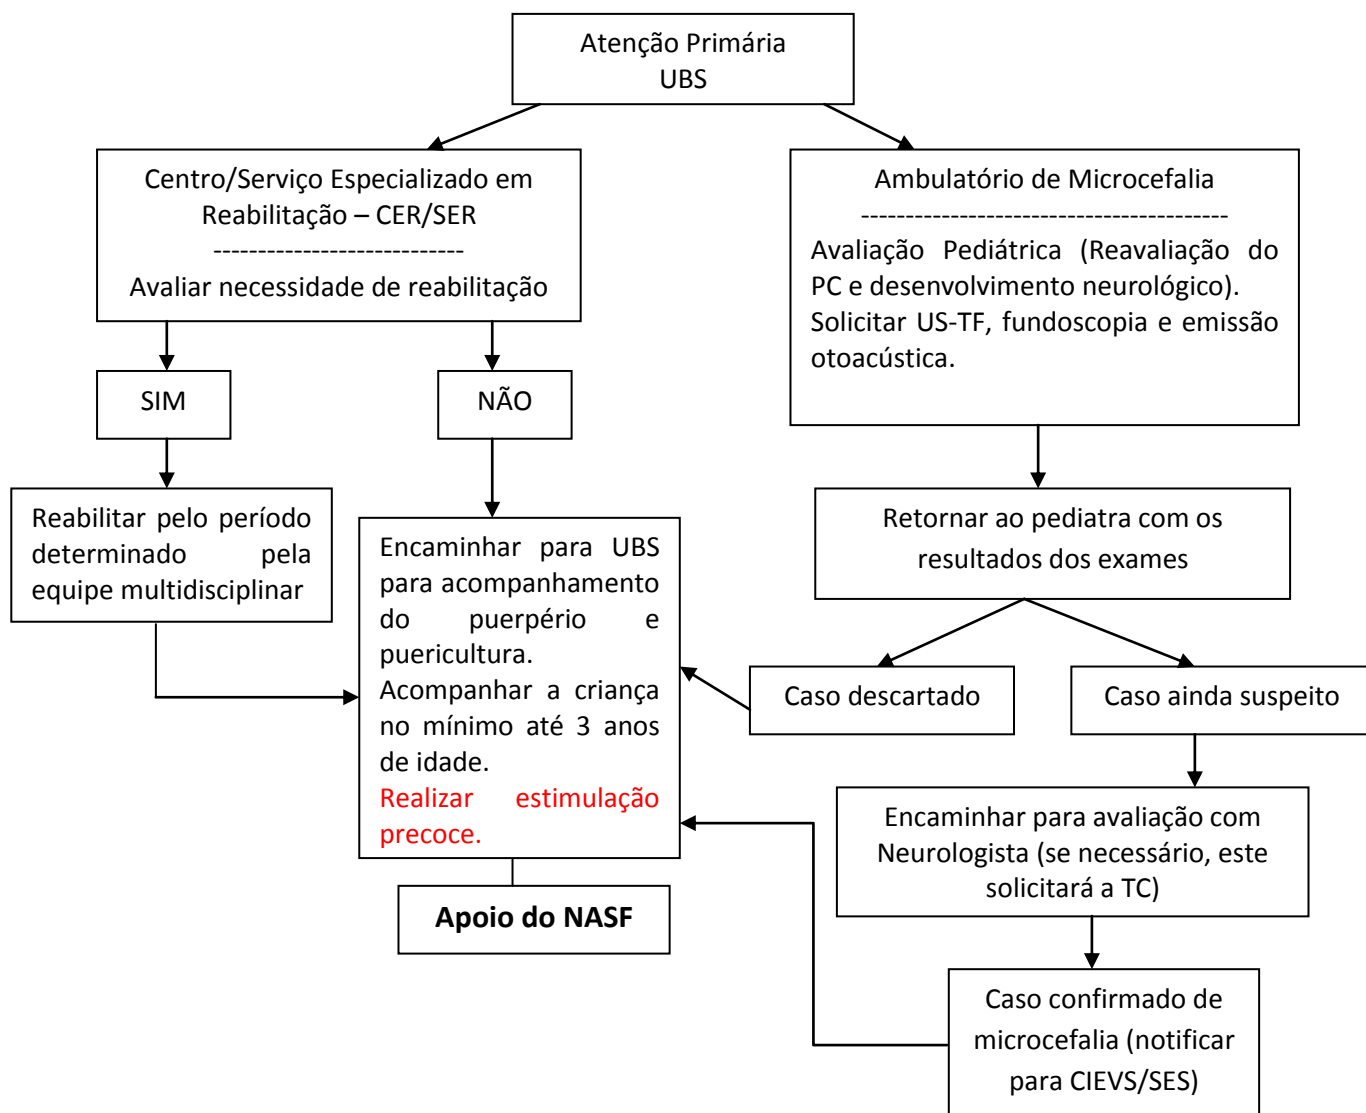 Atenção Primária
UBS
Centro/Serviço Especializado em
Reabilitação – CER/SER
----------------------------
Avaliar necessidade de reabilitação
Ambulatório de Microcefalia
-----------------------------------------
Avaliação Pediátrica (Reavaliação do
PC e desenvolvimento neurológico).
Solicitar US-TF, fundoscopia e emissão
otoacústica.
SIM
NÃO
Reabilitar pelo período
determinado pela
equipe multidisciplinar
Encaminhar para UBS
para acompanhamento
do puerpério e
puericultura.
Acompanhar a criança
no mínimo até 3 anos
de idade.
Realizar estimulação
precoce.
Apoio do NASF
Retornar ao pediatra com os
resultados dos exames
Caso descartado
Caso ainda suspeito
Encaminhar para avaliação com
Neurologista (se necessário, este
solicitará a TC)
Caso confirmado de
microcefalia (notificar
para CIEVS/SES)